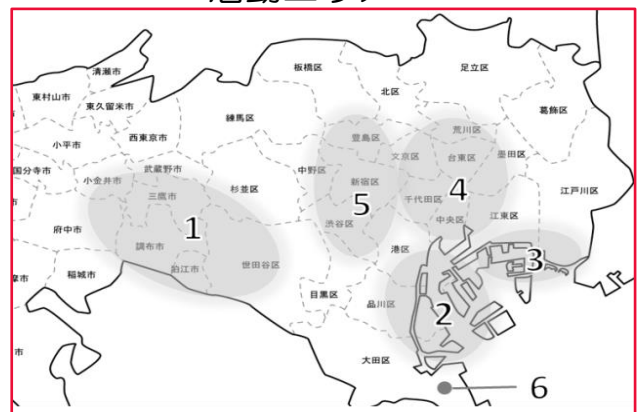 清瀬市
板橋区
足立区
北区
東村山市
東久留米市
葛飾区
練馬区
小平市
西東京市
豊島区
荒川区
文京区
台東区
墨田区
国分寺市
小金井市
武蔵野市
三鷹市
杉並区
中野区
新宿区
千代田区
江戸川区
5
4
府中市
1
渋谷区
中央区
江東区
調布市
港区
稲城市
狛江市
世田谷区
3
目黒区
品川区
2
市
大田区
6